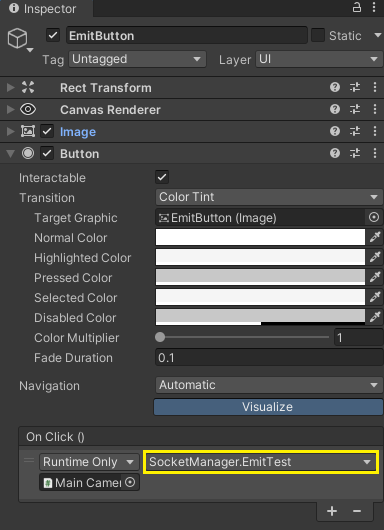 Inspector
EmitButton
Static
Tag Untagged Layer UI
Rect Transform
Canvas Renderer
Image
Button
Interactable
Transition Color Tint
Target Graphic EmitButton (Image)
Normal Color
Highlighted Color
Pressed Color
Selected Color
Disabled Color
Color Multiplier 1
Fade Duration 0.1
Navigation Automatic
Visualize
On Click ()
Runtime Only SocketManager.EmitTest
Main Camer